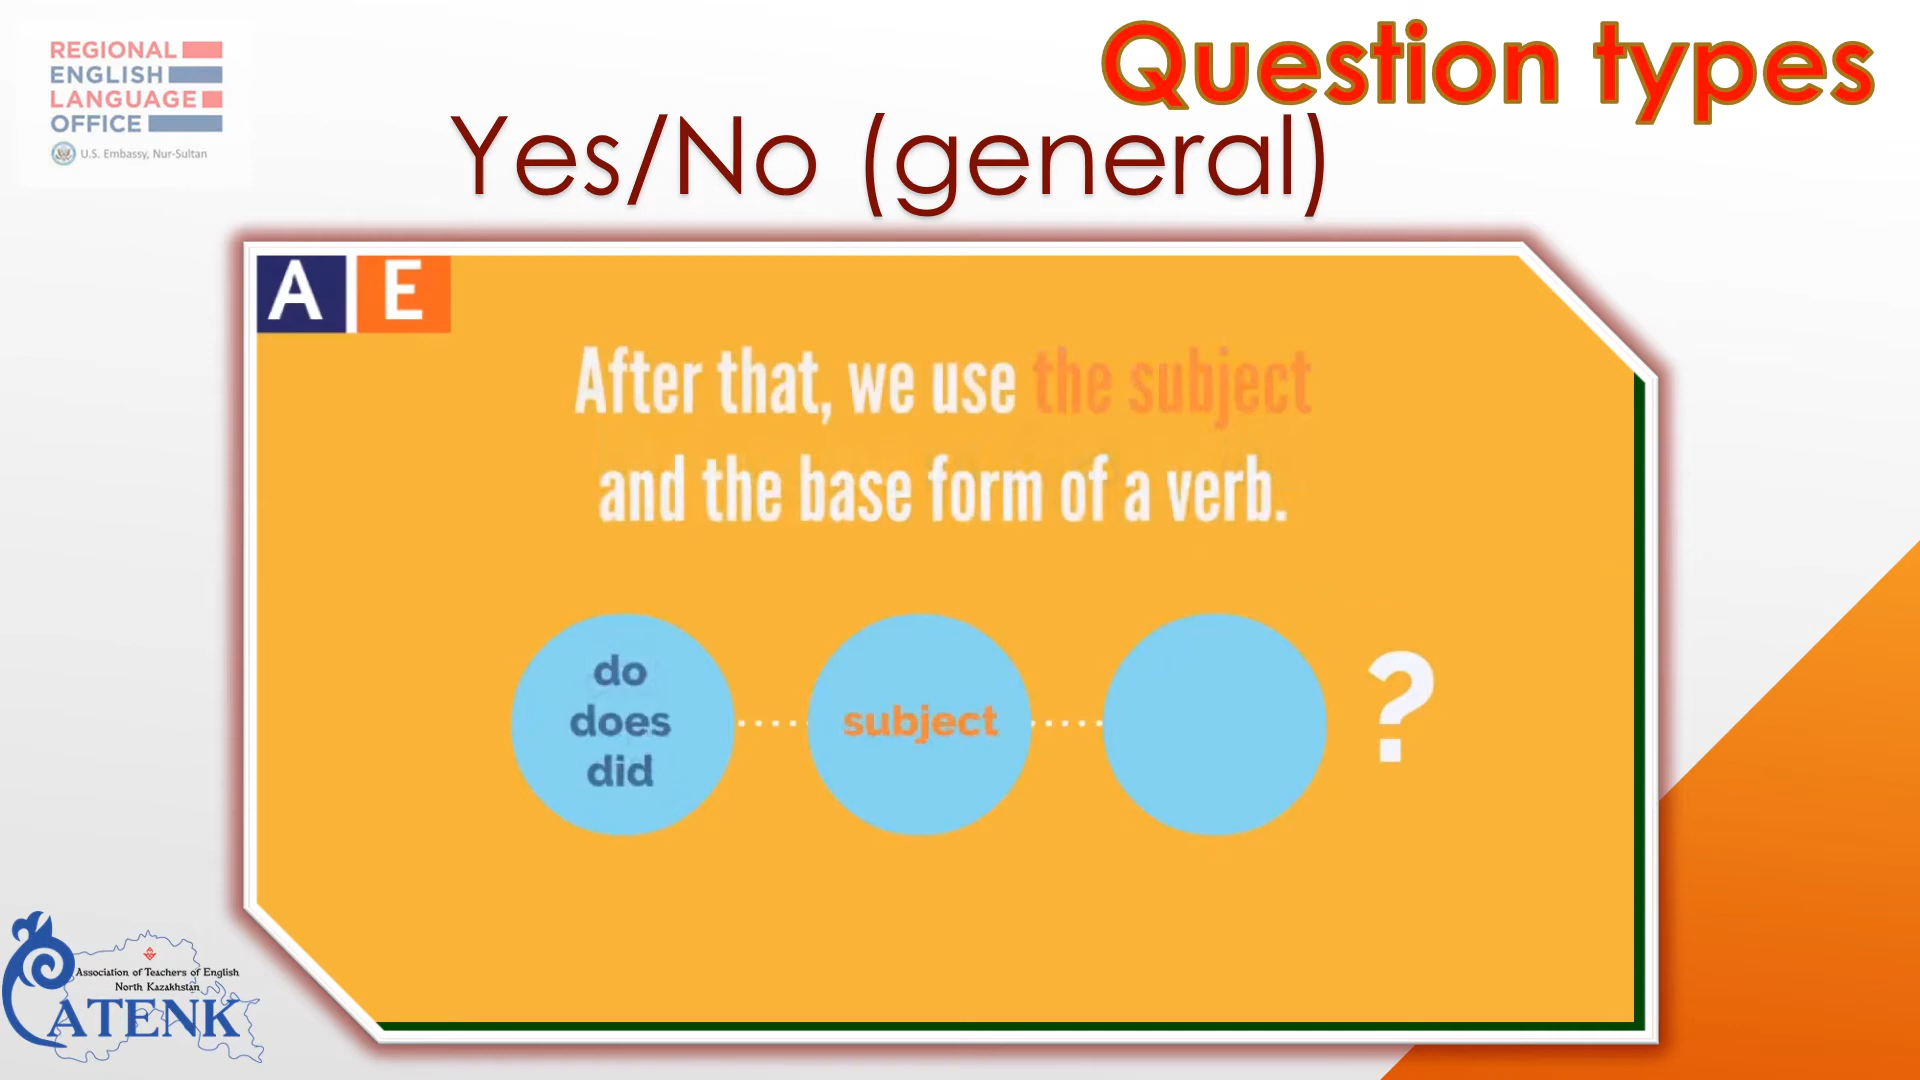 REGIONAL
ENGLISH
LANGUAGE
OFFICE
U.S. Embassy, Nur-Sultan
Question types
Yes/No (general)
A E
After that, we use the subject
and the base form of a verb.
do
does
did
subject
?
Association of Teachers of English
North Kazakhstan
ATENK